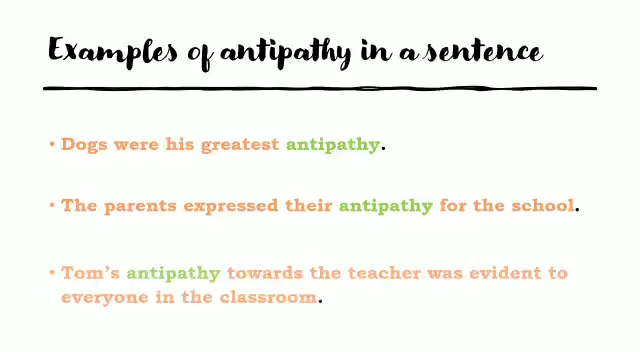 Examples of antipathy in a sentence
• Dogs were his greatest antipathy.
• The parents expressed their antipathy for the school.
• Tom's antipathy towards the teacher was evident to
everyone in the classroom.